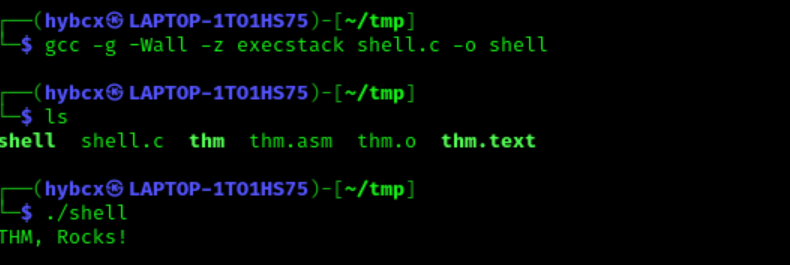 ┌──(hybcx㉿LAPTOP-1TO1HS75)-[~/tmp]
└─$ gcc -g -Wall -z execstack shell.c -o shell
┌──(hybcx㉿LAPTOP-1TO1HS75)-[~/tmp]
└─$ ls
shell  shell.c  thm  thm.asm  thm.o  thm.text
┌──(hybcx㉿LAPTOP-1TO1HS75)-[~/tmp]
└─$ ./shell
THM, Rocks!